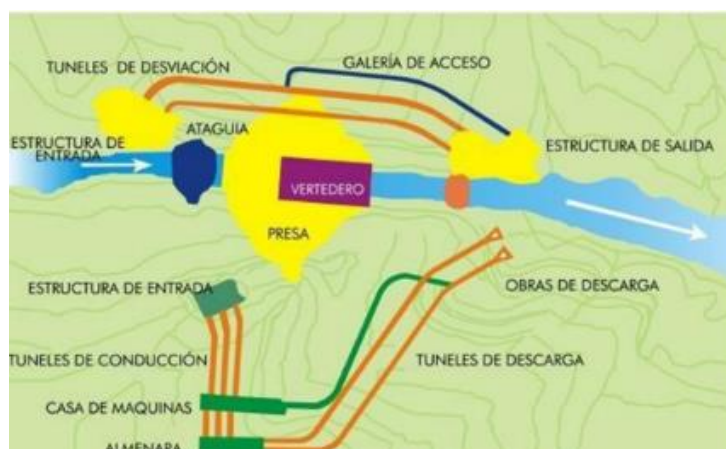 TUNELES DE DESVIACIÓN
GALERÍA DE ACCESO
ATAGUIA
ESTRUCTURA DE
ENTRADA
ESTRUCTURA DE SALIDA
VERTEDERO
PRESA
ESTRUCTURA DE ENTRADA
OBRAS DE DESCARGA
TUNELES DE CONDUCCIÓN
TUNELES DE DESCARGA
CASA DE MAQUINAS
ALMENARA